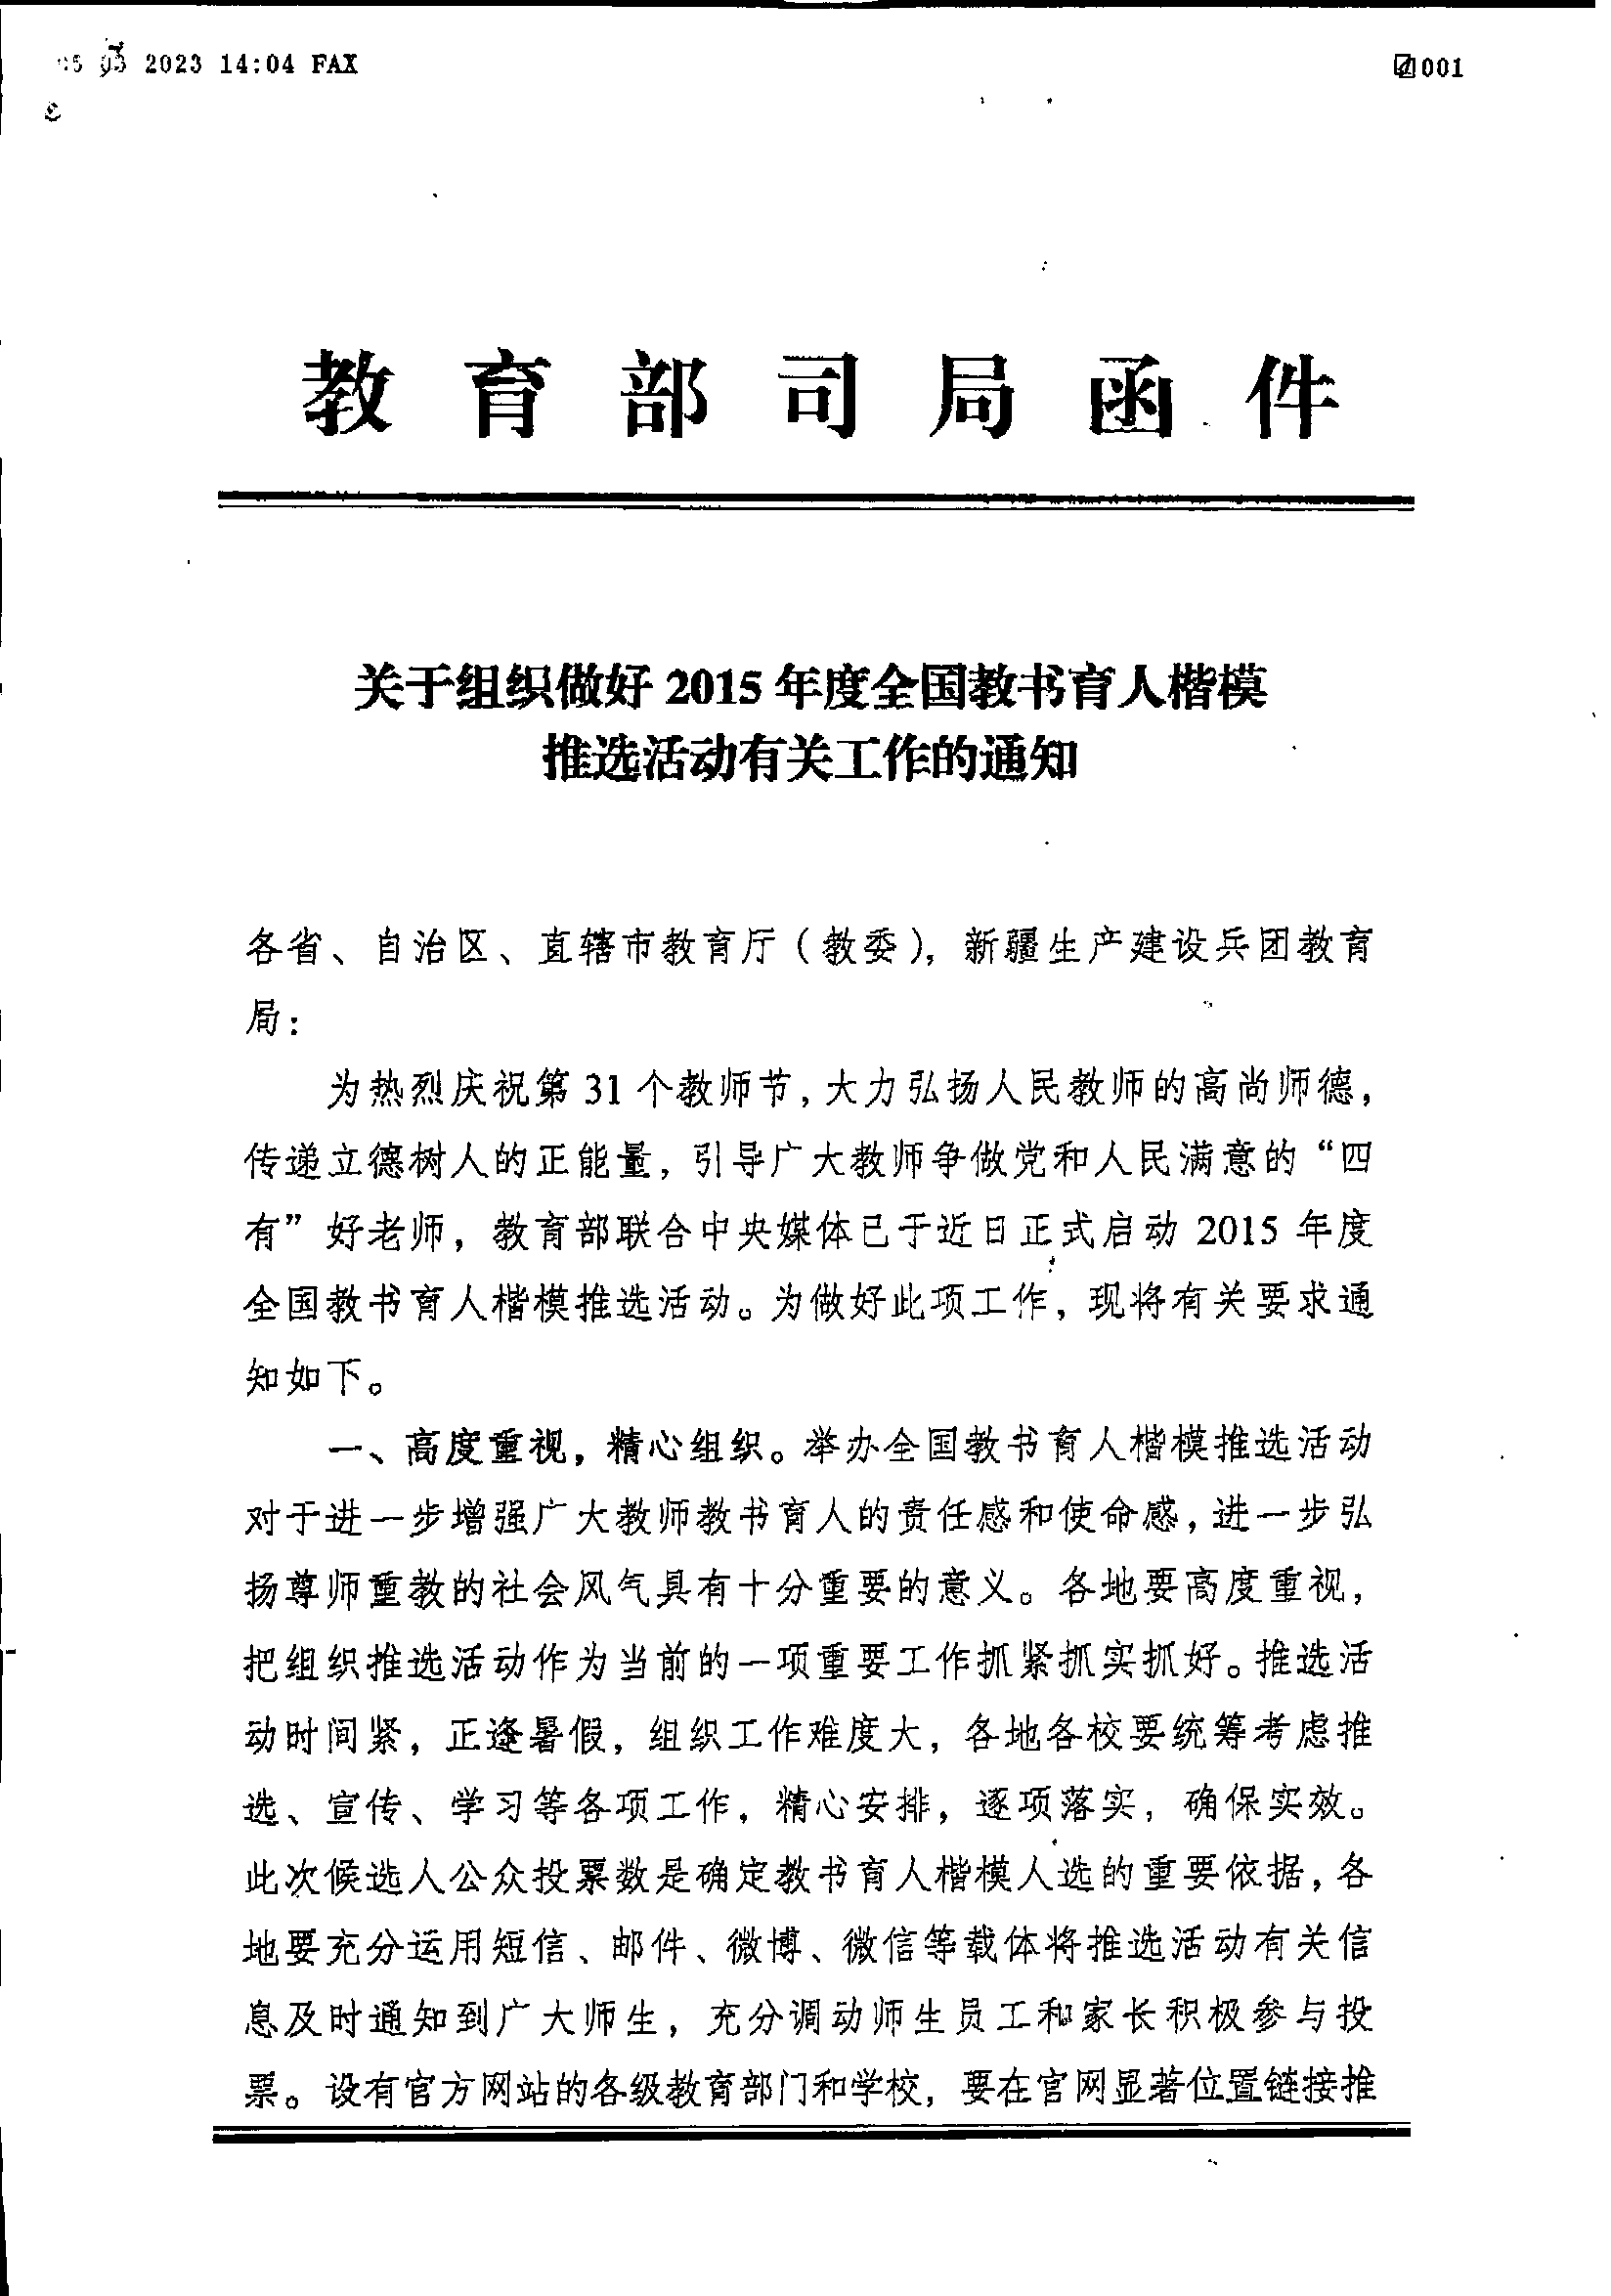 2023 14:04 FAX
001
教育部司局函件
关于组织做好 2015 年度全国教书育人楷模
推选活动有关工作的通知
各省、自治区、直辖市教育厅（教委），新疆生产建设兵团教育
局：
为热烈庆祝第 31 个教师节，大力弘扬人民教师的高尚师德，
传递立德树人的正能量，引导广大教师争做党和人民满意的“四
有”好老师，教育部联合中央媒体已于近日正式启动 2015 年度
全国教书育人楷模推选活动。为做好此项工作，现将有关要求通
知如下。
一、高度重视，精心组织。举办全国教书育人楷模推选活动
对于进一步增强广大教师教书育人的责任感和使命感，进一步弘
扬尊师重教的社会风气具有十分重要的意义。各地要高度重视，
把组织推选活动作为当前的一项重要工作抓紧抓实抓好。推选活
动时间紧，正逢暑假，组织工作难度大，各地各校要统筹考虑推
选、宣传、学习等各项工作，精心安排，逐项落实，确保实效。
此次候选人公众投票数是确定教书育人楷模人选的重要依据，各
地要充分运用短信、邮件、微博、微信等载体将推选活动有关信
息及时通知到广大师生，充分调动师生员工和家长积极参与投
票。设有官方网站的各级教育部门和学校，要在官网显著位置链接推